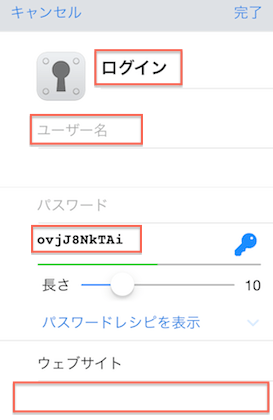 キャンセル 完了
ログイン
ユーザー名
パスワード
ovjJ8NkTAi
長さ 10
パスワードレシピを表示
ウェブサイト